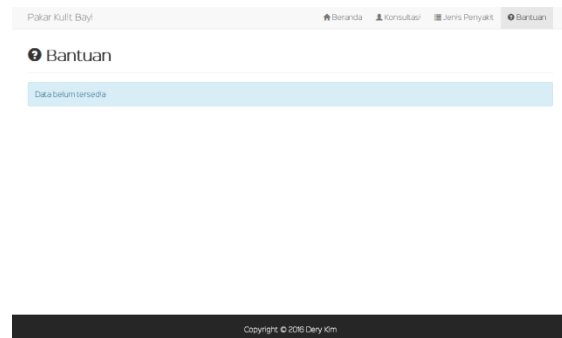 Pakar Kulit Bayi
Beranda Konsultasi Jenis Penyakit Bantuan
Bantuan
Data belum tersedia
Copyright © 2016 Dery Kim